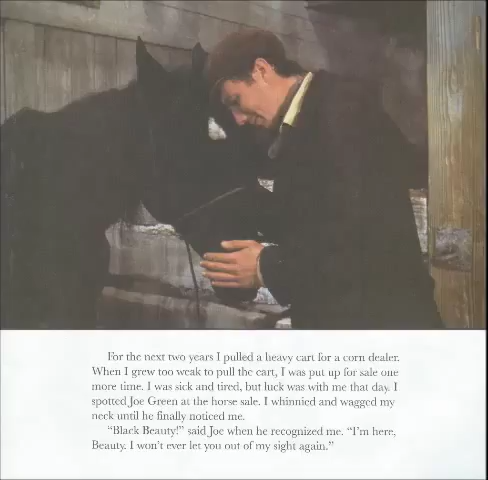 For the next two years I pulled a heavy cart for a corn dealer.
When I grew too weak to pull the cart, I was put up for sale one
more time. I was sick and tired, but luck was with me that day. I
spotted Joe Green at the horse sale. I whinnied and wagged my
neck until he finally noticed me.
"Black Beauty!" said Joe when he recognized me. "I'm here,
Beauty. I won't ever let you out of my sight again."